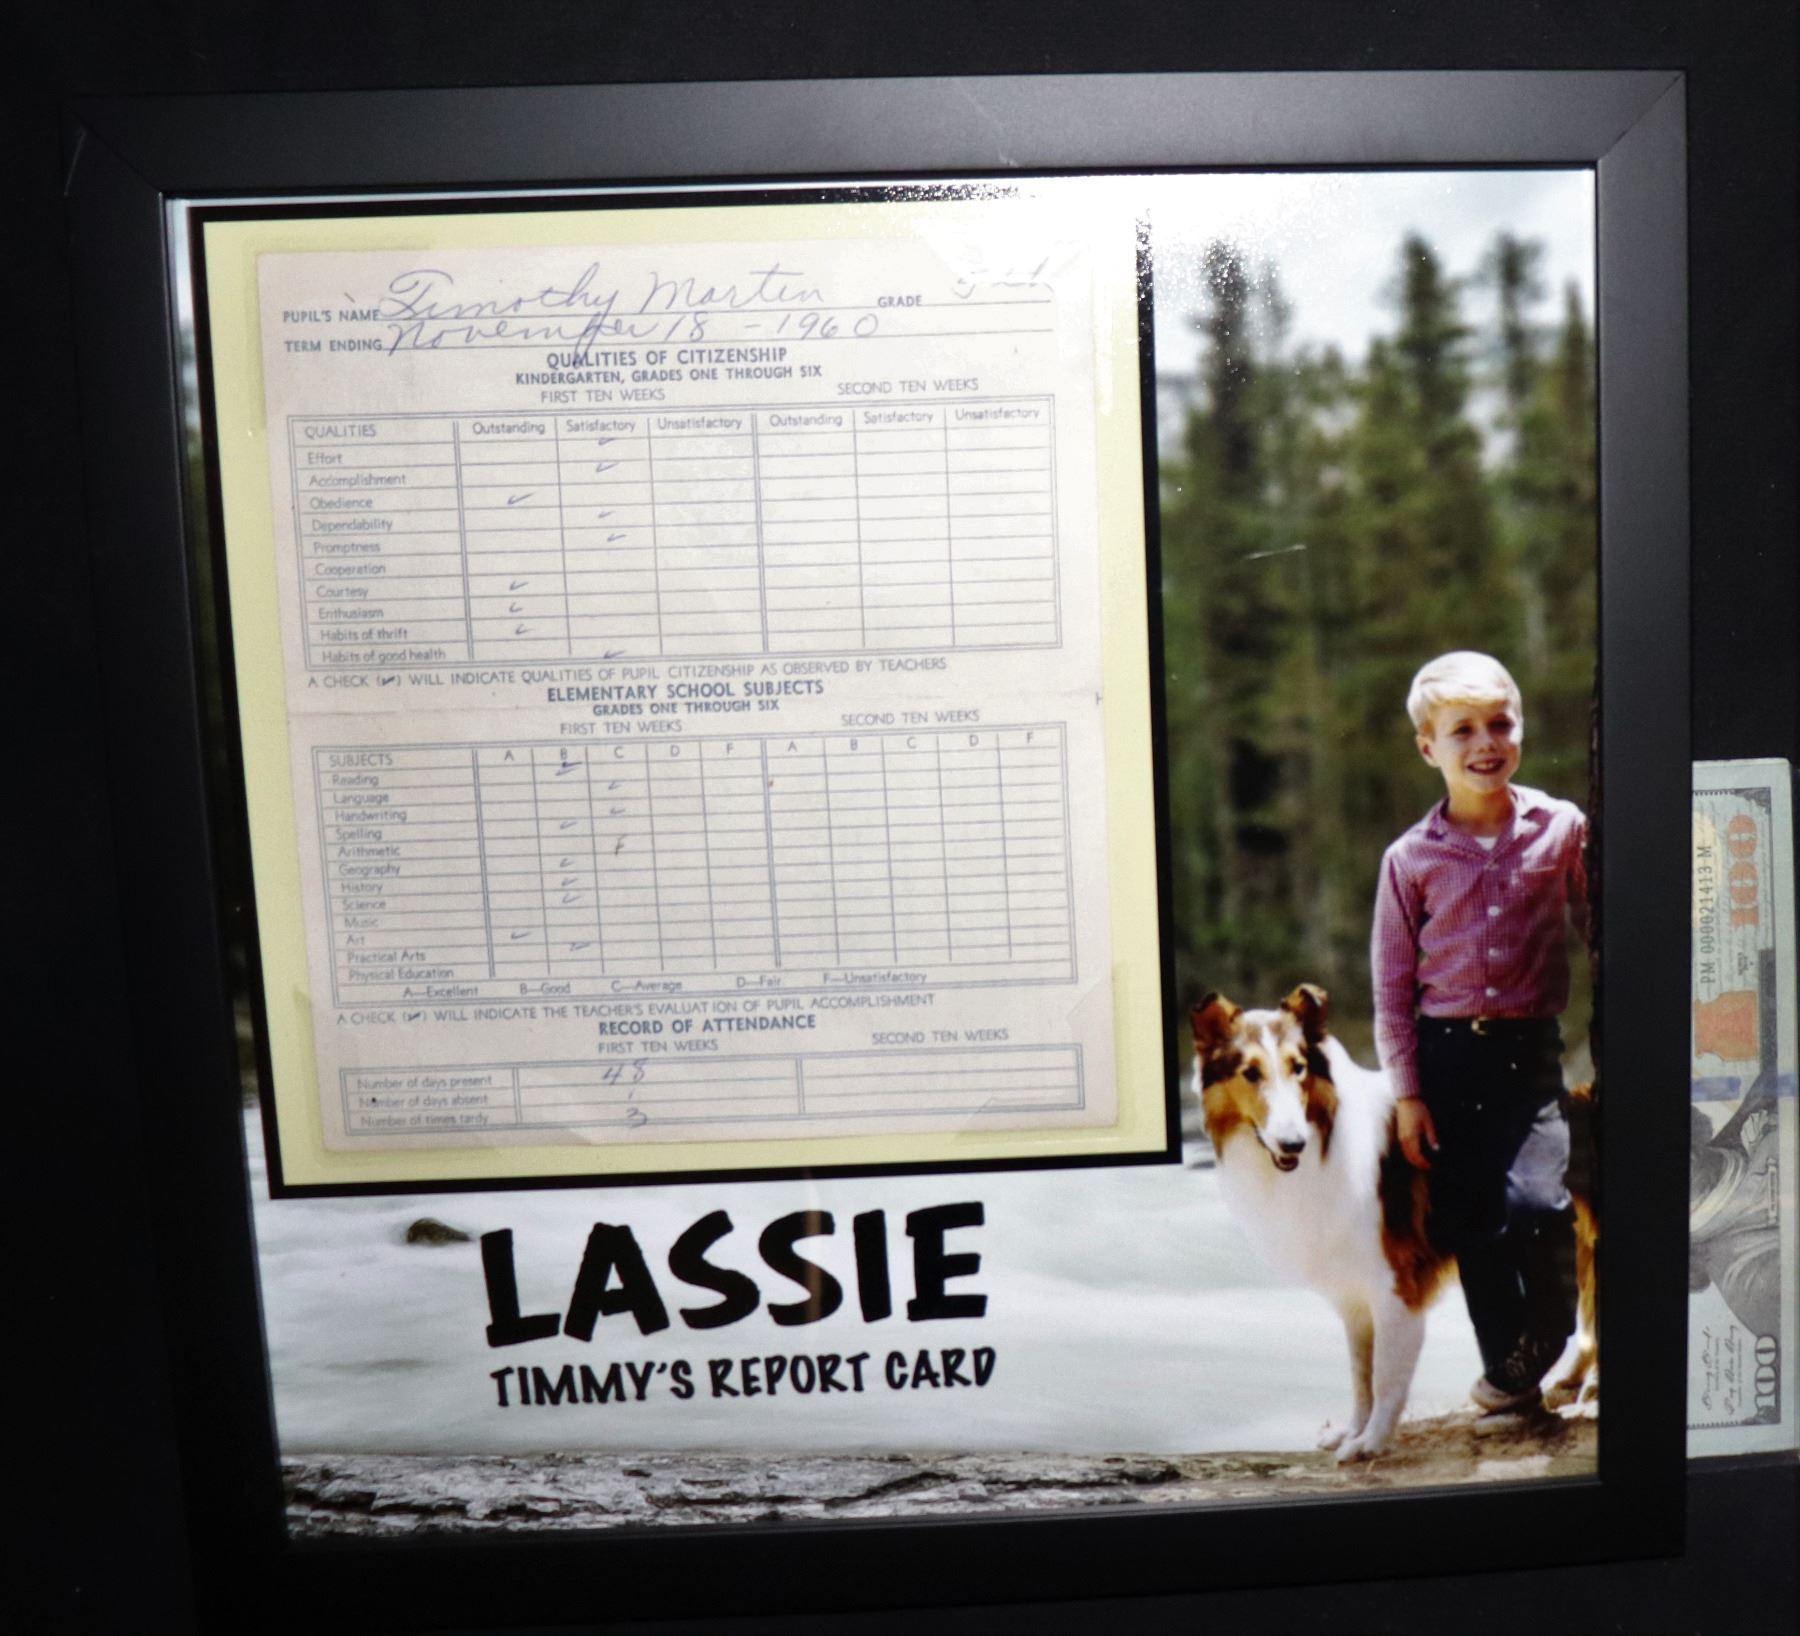 PUPIL'S NAME Timothy Martin GRADE 5th
TERM ENDING November 18 - 1960
QUALITIES OF CITIZENSHIP
KINDERGARTEN, GRADES ONE THROUGH SIX
FIRST TEN WEEKS SECOND TEN WEEKS
QUALITIES Outstanding Satisfactory Unsatisfactory Outstanding Satisfactory Unsatisfactory
Effort
Accomplishment
Obedience
Dependability
Promptness
Cooperation
Courtesy
Enthusiasm
Habits of thrift
Habits of good health
A CHECK (✓) WILL INDICATE QUALITIES OF PUPIL CITIZENSHIP AS OBSERVED BY TEACHERS
ELEMENTARY SCHOOL SUBJECTS
GRADES ONE THROUGH SIX
FIRST TEN WEEKS SECOND TEN WEEKS
SUBJECTS A B C D F A B C D F
Reading
Language
Handwriting
Spelling
Arithmetic F
Geography
History
Science
Music
Art
Practical Arts
Physical Education
A—Excellent B—Good C—Average D—Fair F—Unsatisfactory
A CHECK (✓) WILL INDICATE THE TEACHER'S EVALUATION OF PUPIL ACCOMPLISHMENT
RECORD OF ATTENDANCE
FIRST TEN WEEKS SECOND TEN WEEKS
Number of days present 48
Number of days absent 1
Number of times tardy 3
LASSIE
TIMMY'S REPORT CARD
PM 000021413 M
100
100